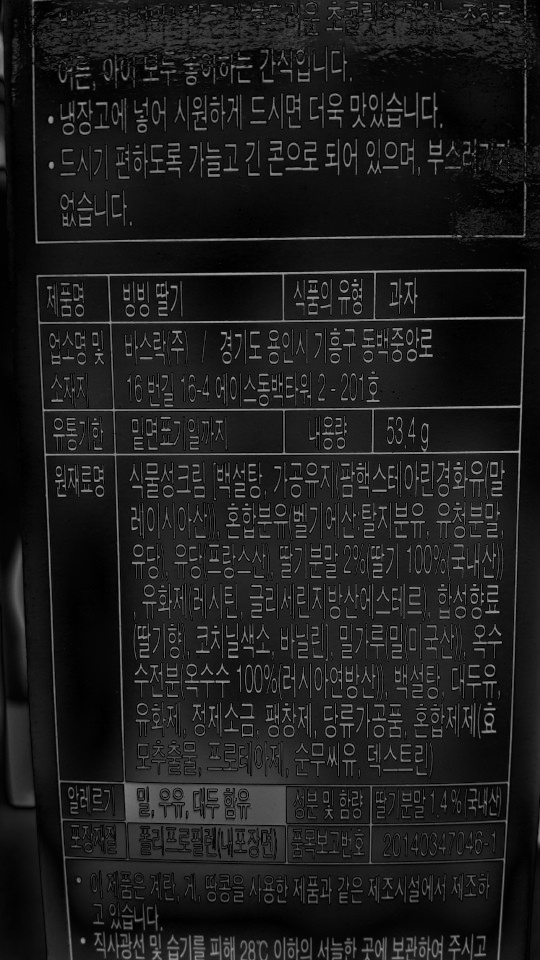 어른, 아이 모두 좋아하는 간식입니다.
• 냉장고에 넣어 시원하게 드시면 더욱 맛있습니다.
• 드시기 편하도록 가늘고 긴 콘으로 되어 있으며,
없습니다.
제품명 빙빙 딸기 식품의 유형 과자
업소명 및 바스락(주) / 경기도 용인시 기흥구 동백중앙로
소재지 16 번길 16-4 에이스동백타워 2 - 201호
유통기한 밑면표기일까지 내용량 53.4 g
원재료명 식물성크림 [백설탕, 가공유지{팜핵스테아린경화유(말
레이시아산)}, 혼합분유{벨기에산;탈지분유, 유청분말,
유당}, 유당{프랑스산}, 딸기분말 2%{딸기 100%(국내산)}
, 유화제{레시틴, 글리세린지방산에스테르}, 합성향료
(딸기향), 코치닐색소, 바닐린], 밀가루{밀(미국산)}, 옥수
수전분{옥수수 100%(러시아연방산)}, 백설탕, 대두유,
유화제, 정제소금, 팽창제, 당류가공품, 혼합제제(효
모추출물, 프로테아제, 순무씨유, 덱스트린)
알레르기 밀, 우유, 대두 함유 성분 및 함량 딸기분말 1.4 % (국내산)
포장재질 폴리프로필렌(내포장면) 품목보고번호 20140347046-1
• 이 제품은 계란, 게, 땅콩을 사용한 제품과 같은 제조시설에서 제조하
고 있습니다.
• 직사광선 및 습기를 피해 28℃ 이하의 서늘한 곳에 보관하여 주시고